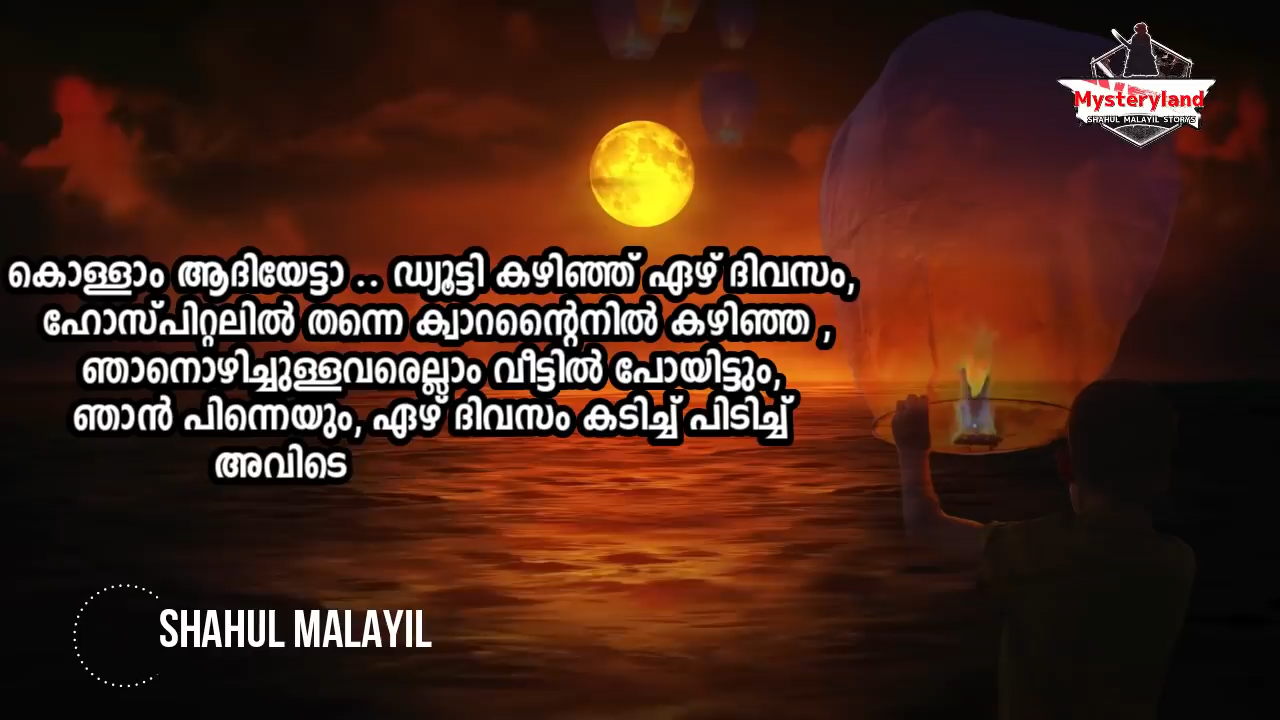 Mysteryland
SHAHUL MALAYIL STORYS
കൊള്ളാം ആദിയേട്ടാ .. ഡ്യൂട്ടി കഴിഞ്ഞ് ഏഴ് ദിവസം,
ഹോസ്പിറ്റലിൽ തന്നെ ക്വാറന്റൈനിൽ കഴിഞ്ഞ ,
ഞാനൊഴിച്ചുള്ളവരെല്ലാം വീട്ടിൽ പോയിട്ടും,
ഞാൻ പിന്നെയും, ഏഴ് ദിവസം കടിച്ച് പിടിച്ച്
അവിടെ
SHAHUL MALAYIL